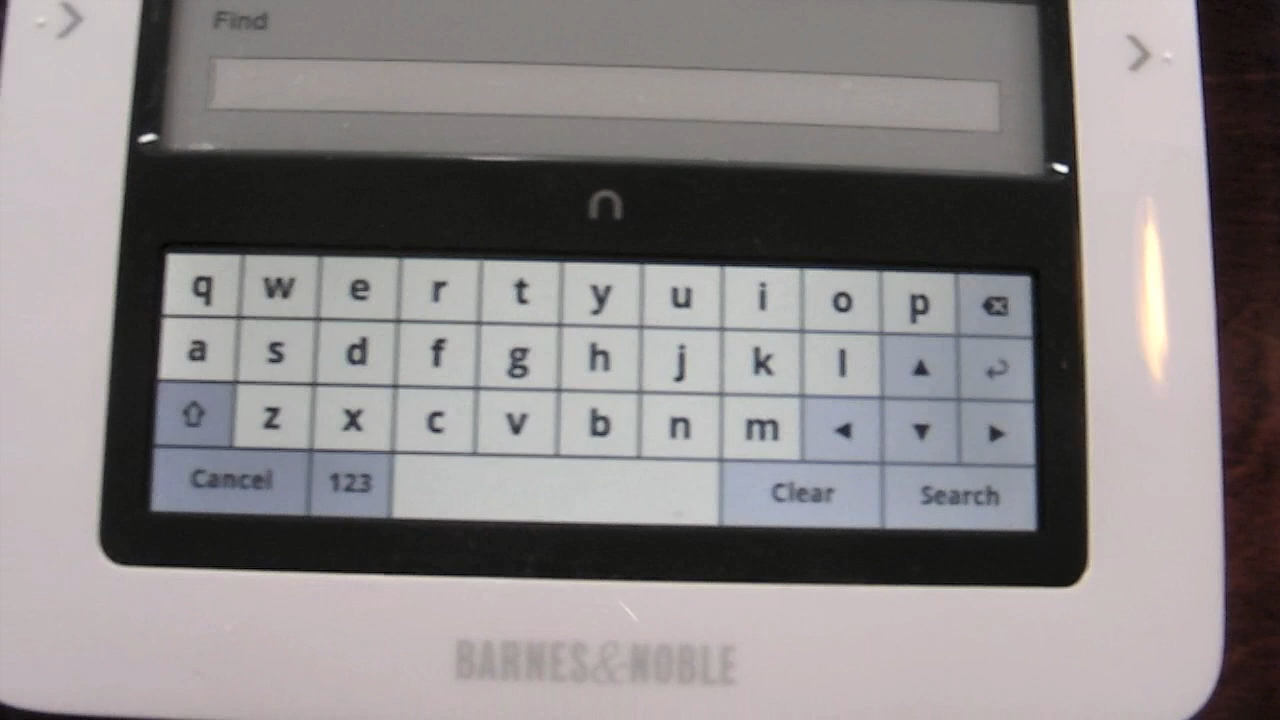 Find
q w e r t y u i o p
a s d f g h j k l
z x c v b n m
Cancel 123 Clear Search
BARNES&NOBLE